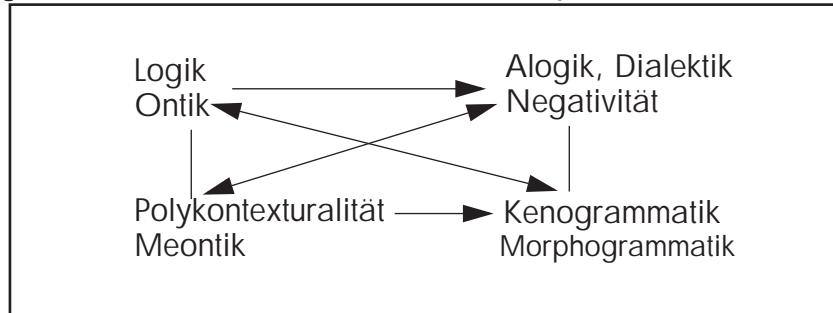 Logik
Ontik
Alogik, Dialektik
Negativität
Polykontexturalität
Meontik
Kenogrammatik
Morphogrammatik